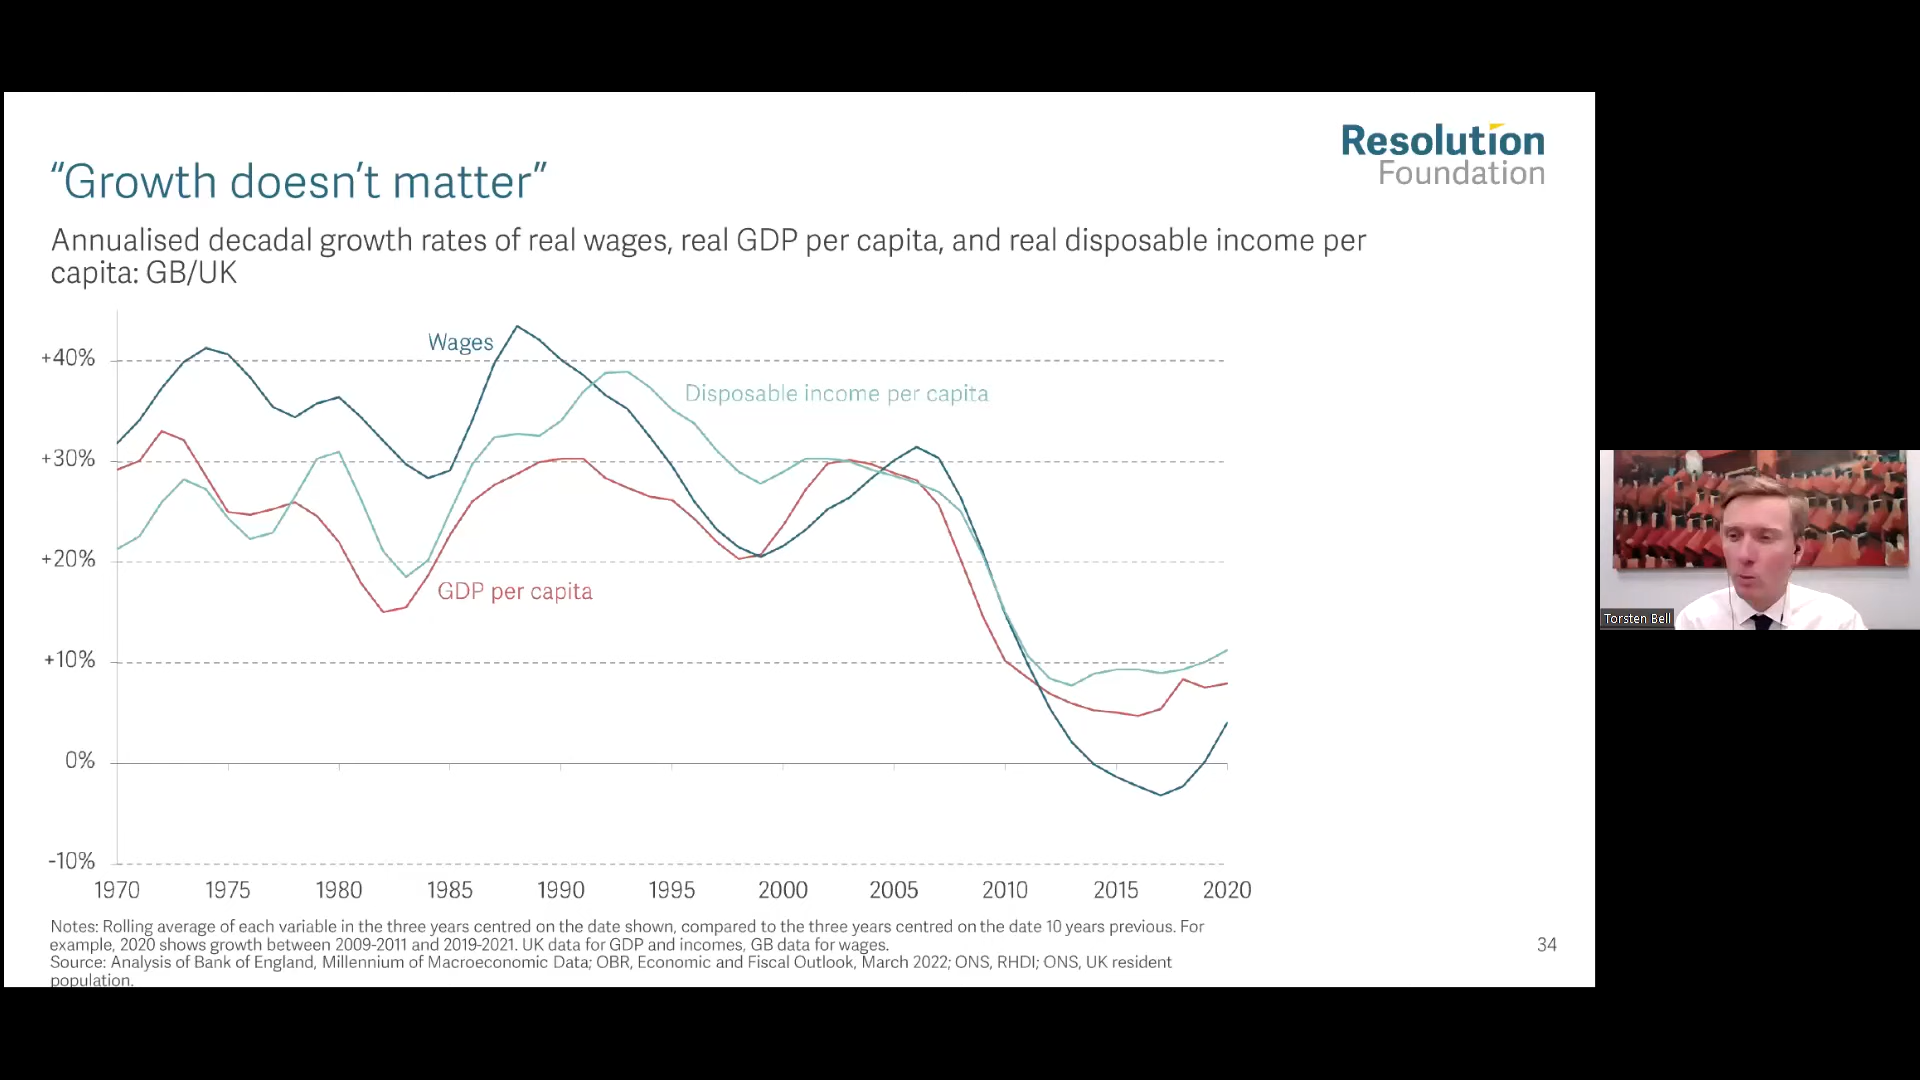 Resolution
Foundation
“Growth doesn’t matter”
Annualised decadal growth rates of real wages, real GDP per capita, and real disposable income per
capita: GB/UK
Wages
Disposable income per capita
GDP per capita
+40%
+30%
+20%
+10%
0%
-10%
1970 1975 1980 1985 1990 1995 2000 2005 2010 2015 2020
Notes: Rolling average of each variable in the three years centred on the date shown, compared to the three years centred on the date 10 years previous. For
example, 2020 shows growth between 2009-2011 and 2019-2021. UK data for GDP and incomes, GB data for wages.
Source: Analysis of Bank of England, Millennium of Macroeconomic Data; OBR, Economic and Fiscal Outlook, March 2022; ONS, RHDI; ONS, UK resident
population.
34
Torsten Bell